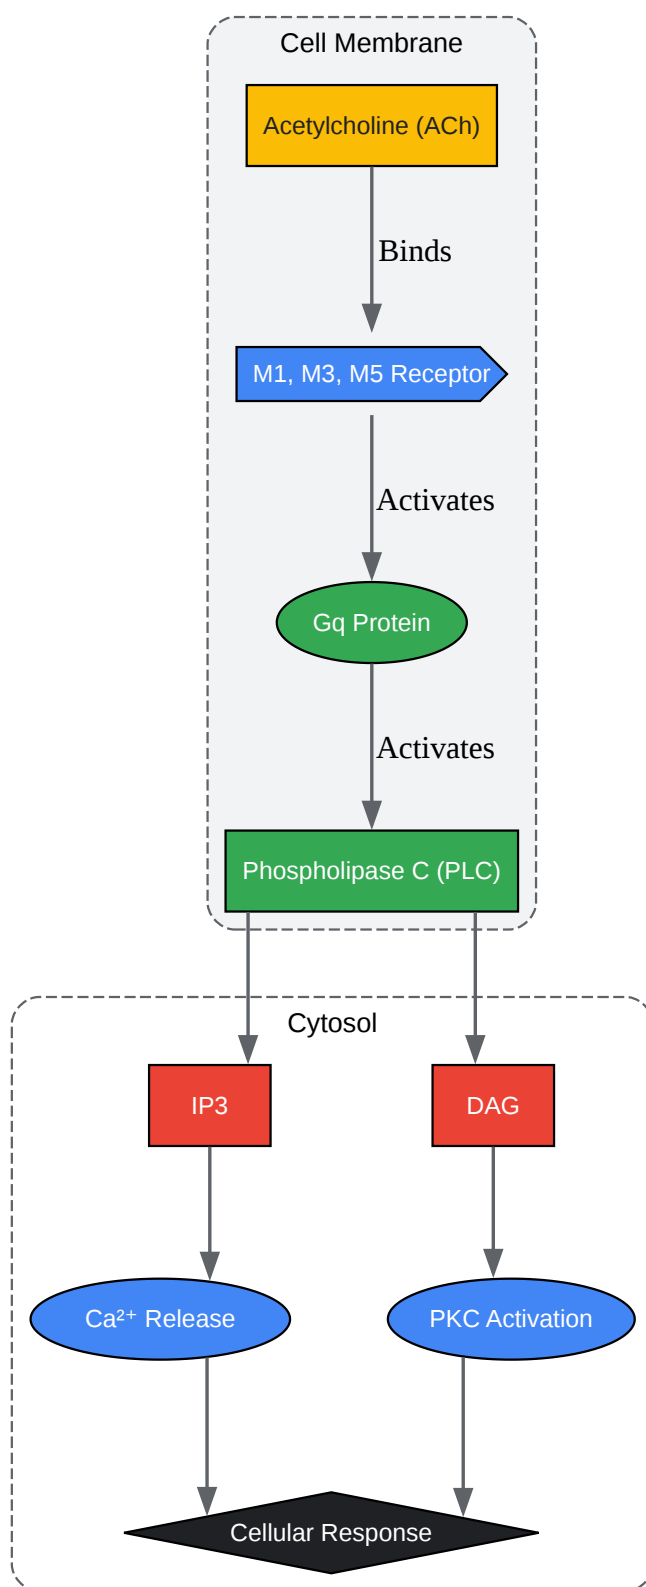 Cell Membrane
Acetylcholine (ACh)
Binds
M1, M3, M5 Receptor
Activates
Gq Protein
Activates
Phospholipase C (PLC)
Cytosol
IP3
DAG
Ca²⁺ Release
PKC Activation
Cellular Response